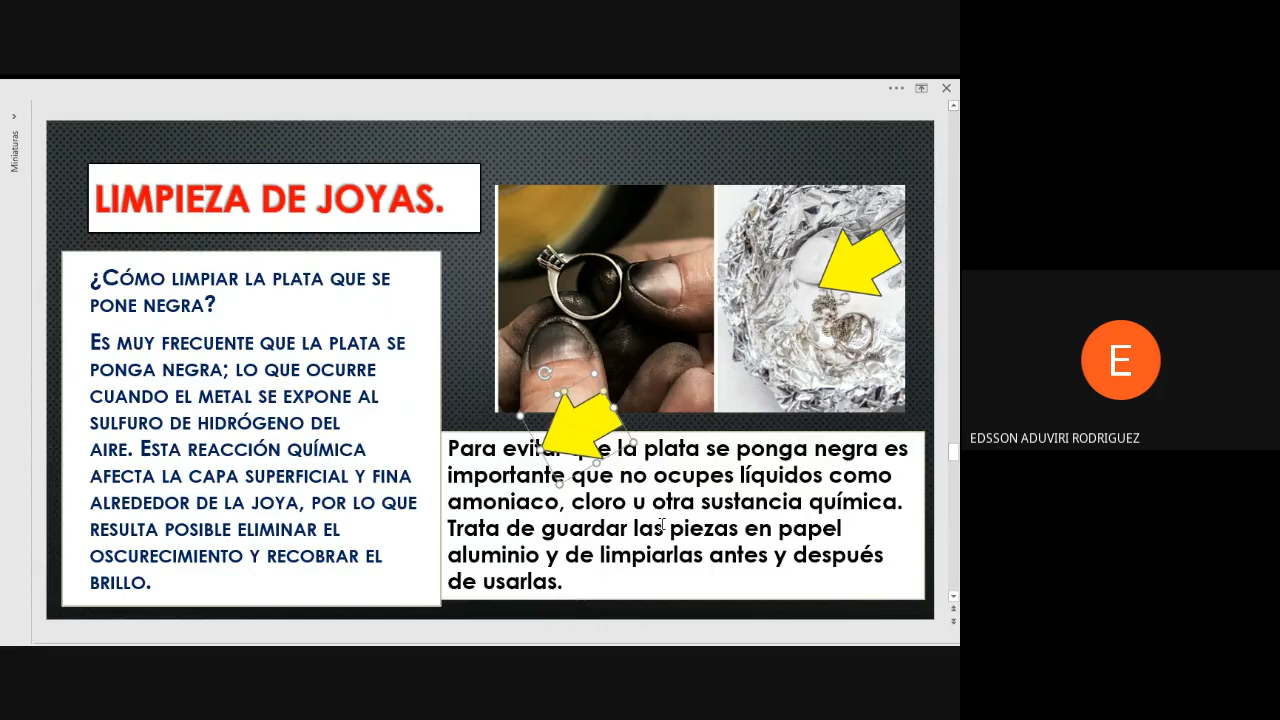 Miniaturas
LIMPIEZA DE JOYAS.
¿CÓMO LIMPIAR LA PLATA QUE SE
PONE NEGRA?
ES MUY FRECUENTE QUE LA PLATA SE
PONGA NEGRA; LO QUE OCURRE
CUANDO EL METAL SE EXPONE AL
SULFURO DE HIDRÓGENO DEL
AIRE. ESTA REACCIÓN QUÍMICA
AFECTA LA CAPA SUPERFICIAL Y FINA
ALREDEDOR DE LA JOYA, POR LO QUE
RESULTA POSIBLE ELIMINAR EL
OSCURECIMIENTO Y RECOBRAR EL
BRILLO.
Para evitar que la plata se ponga negra es
importante que no ocupes líquidos como
amoniaco, cloro u otra sustancia química.
Trata de guardar las piezas en papel
aluminio y de limpiarlas antes y después
de usarlas.
E
EDSSON ADUVIRI RODRIGUEZ